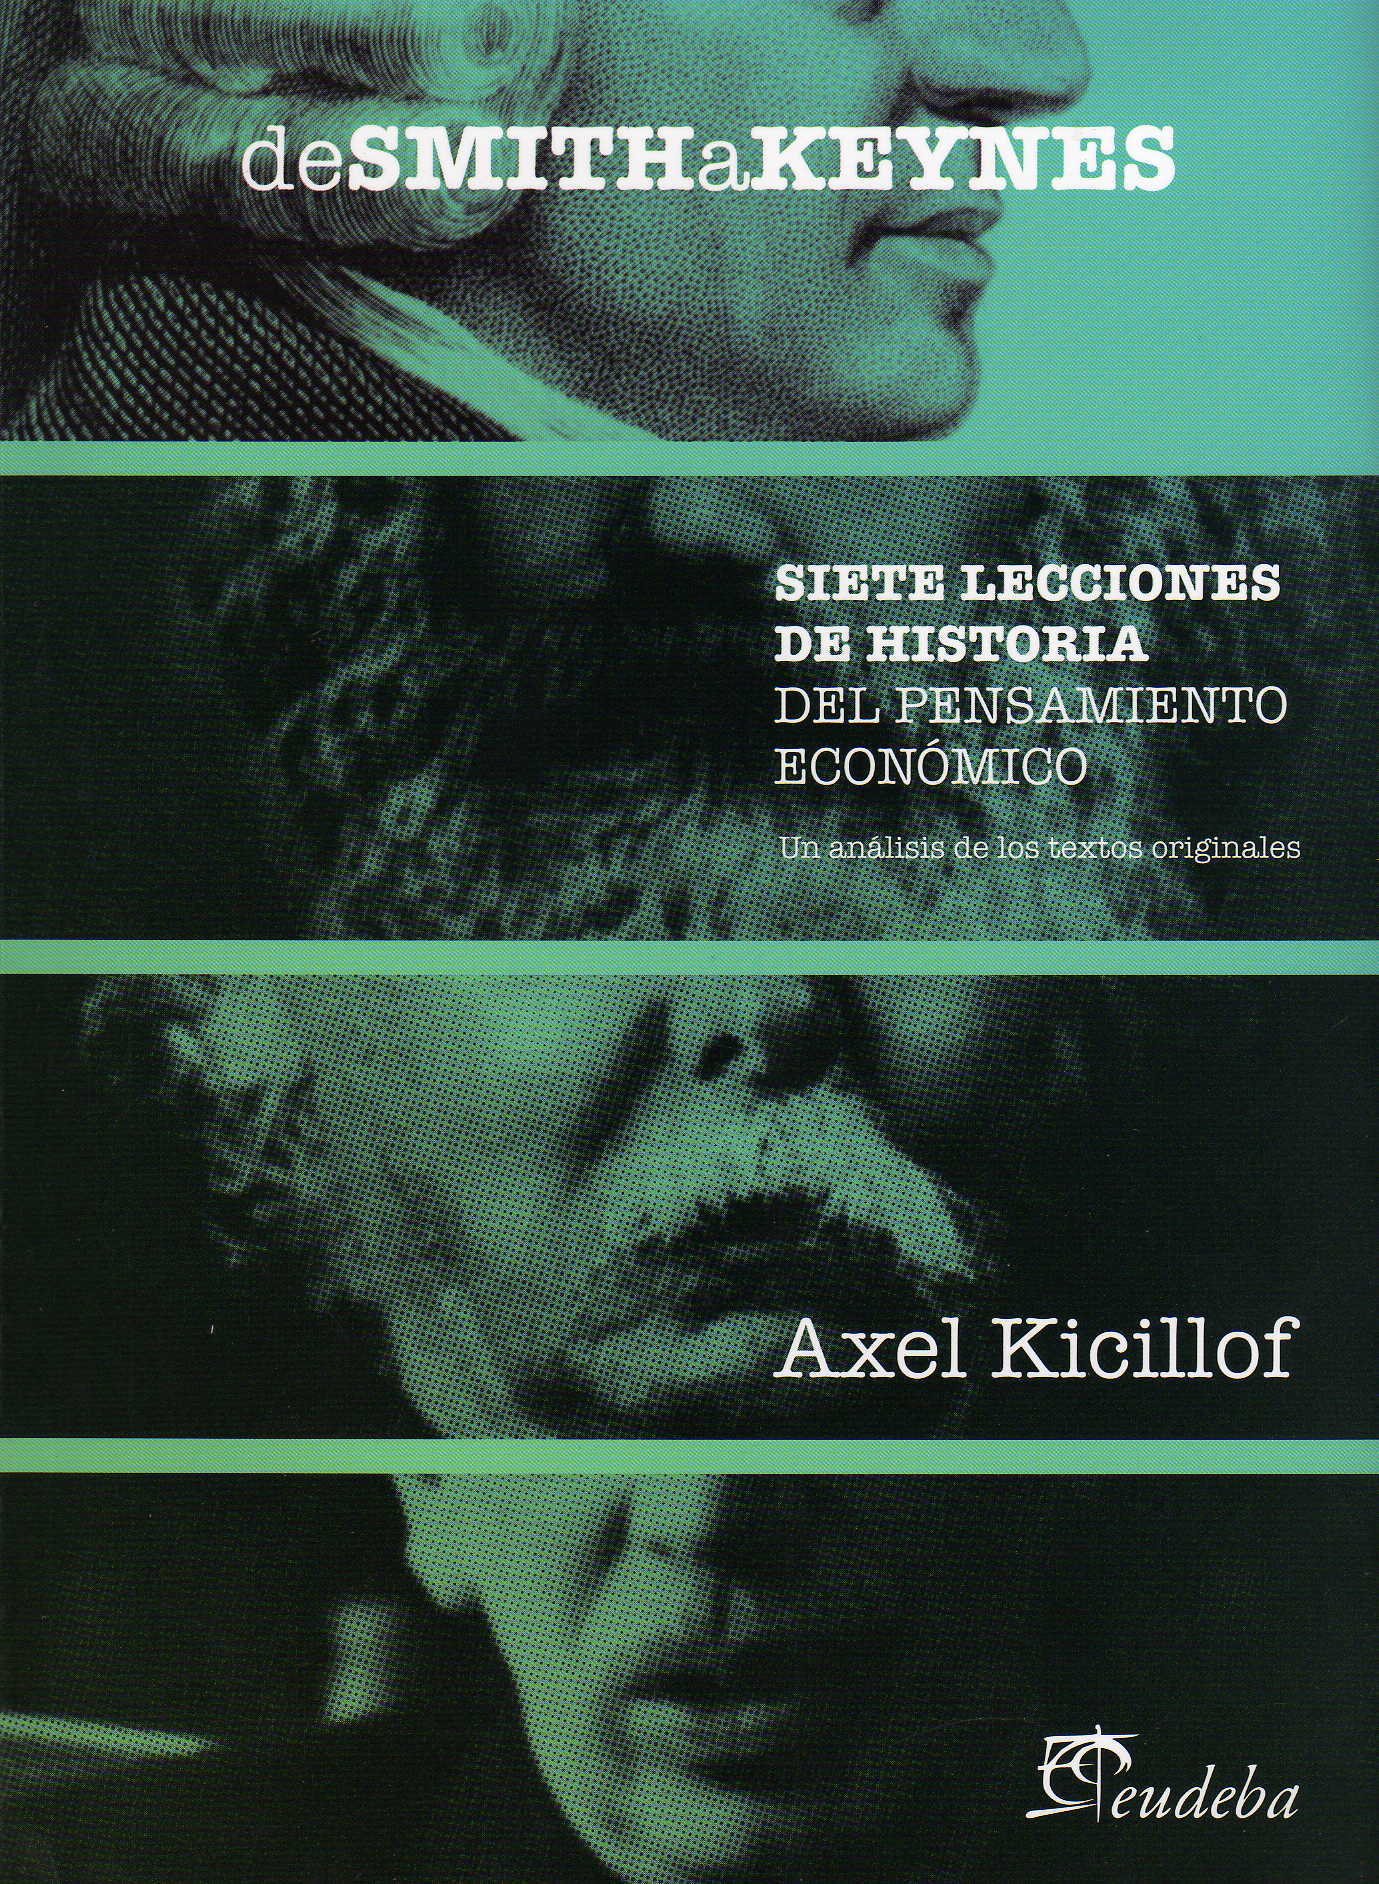 deSMITHaKEYNES
SIETE LECCIONES
DE HISTORIA
DEL PENSAMIENTO
ECONÓMICO
Un análisis de los textos originales
Axel Kicillof
eudeba